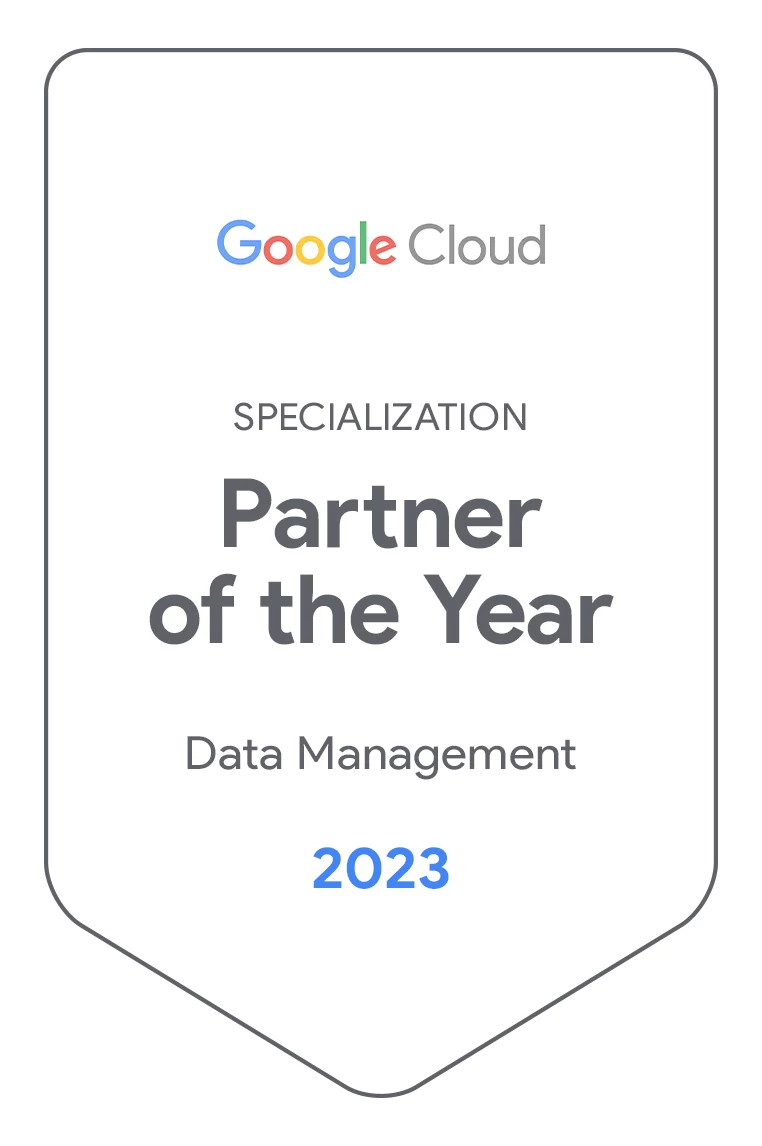 Google Cloud
SPECIALIZATION
Partner
of the Year
Data Management
2023